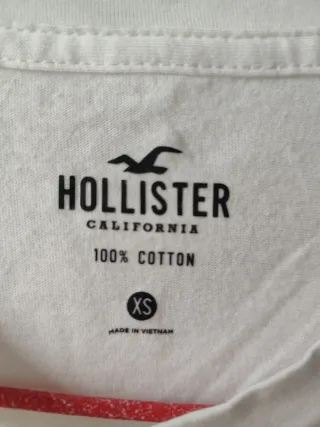 HOLLISTER
CALIFORNIA
100% COTTON
XS
MADE IN VIETNAM